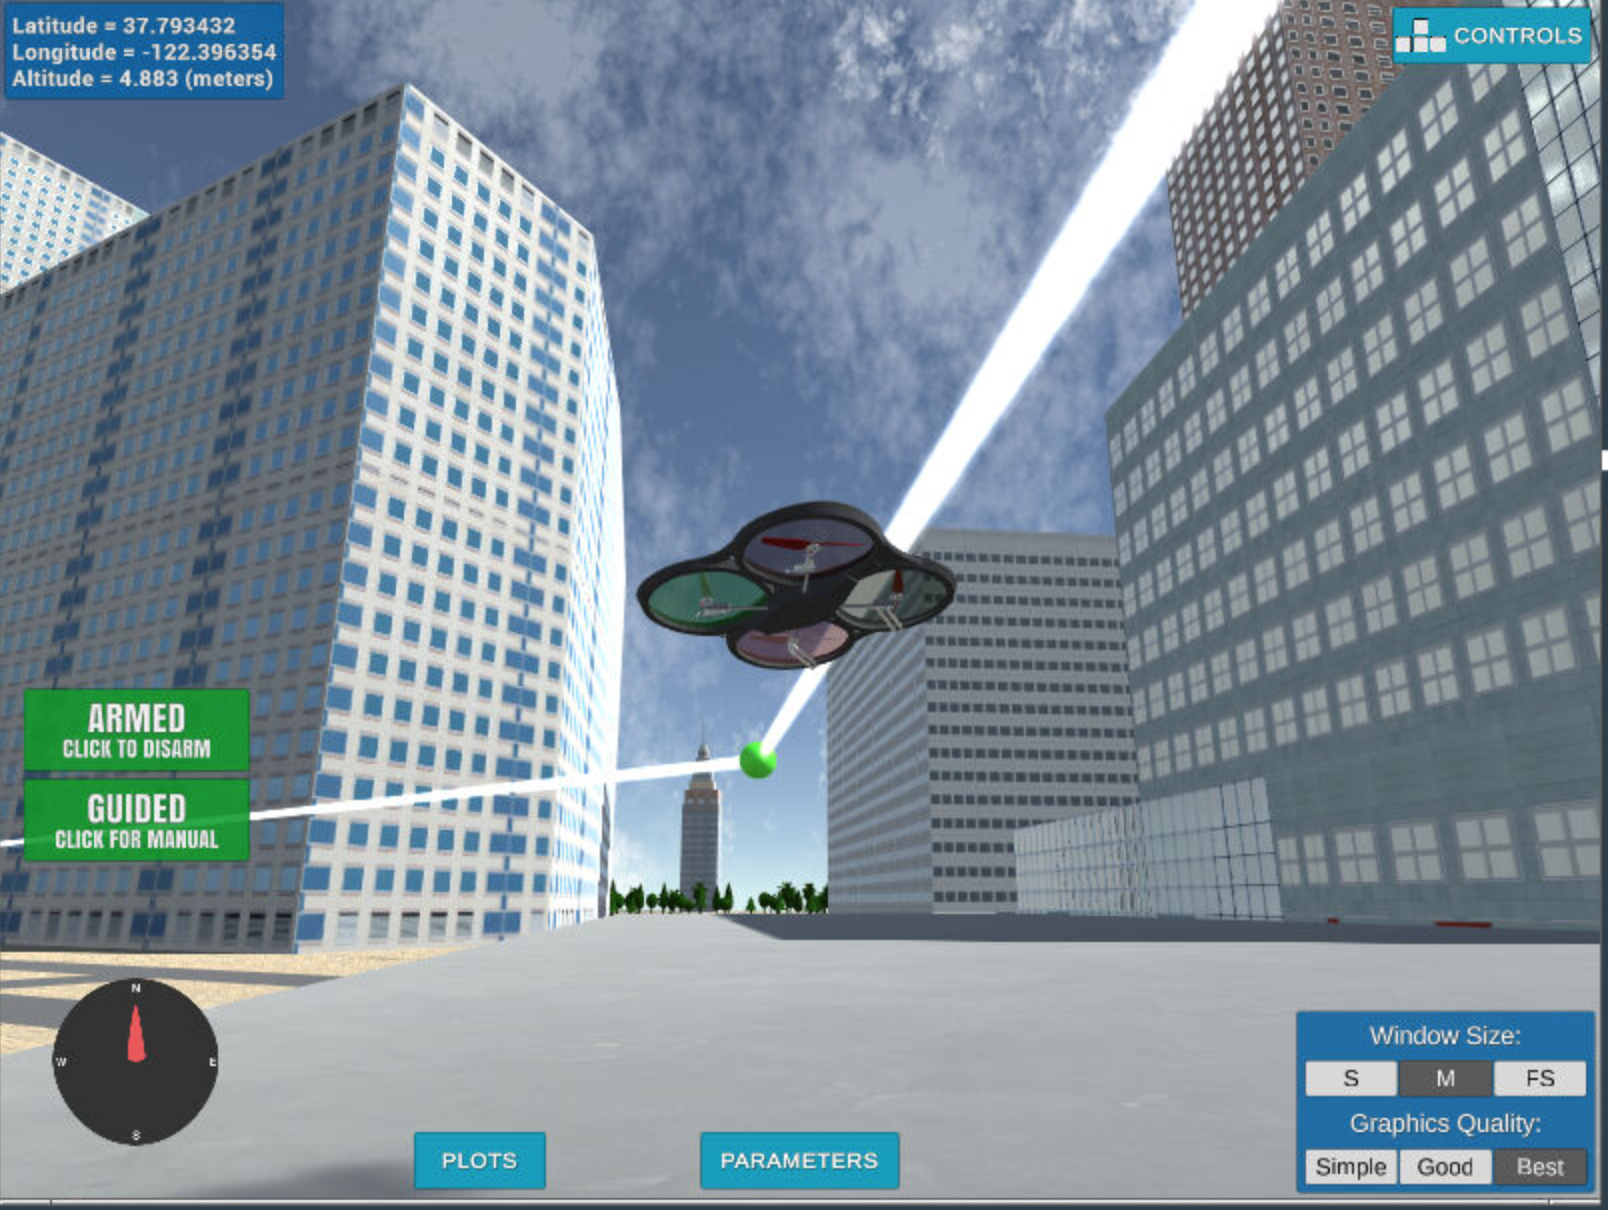 Latitude = 37.793432
Longitude = -122.396354
Altitude = 4.883 (meters)
CONTROLS
ARMED
CLICK TO DISARM
GUIDED
CLICK FOR MANUAL
N
W
E
S
PLOTS
PARAMETERS
Window Size:
S M FS
Graphics Quality:
Simple Good Best